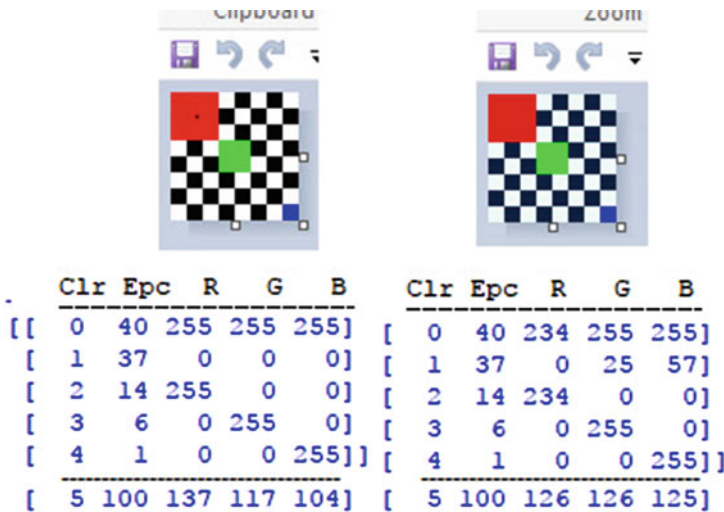 Clipboard
Zoom
Clr Epc R G B
[[ 0 40 255 255 255]
[ 1 37 0 0 0]
[ 2 14 255 0 0]
[ 3 6 0 255 0]
[ 4 1 0 0 255]]
[ 5 100 137 117 104]
Clr Epc R G B
[ 0 40 234 255 255]
[ 1 37 0 25 57]
[ 2 14 234 0 0]
[ 3 6 0 255 0]
[ 4 1 0 0 255]]
[ 5 100 126 126 125]